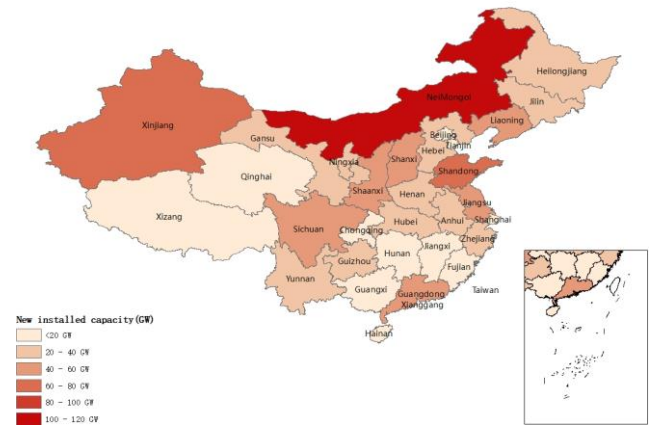 Heilongjiang
Jilin
NeiMongol
Liaoning
Xinjiang
Beijing
Tianjin
Gansu
Hebei
Ningxia
Shanxi
Shandong
Qinghai
Shaanxi
Henan
Jiangsu
Xizang
Sichuan
Hubei
Anhui
Shanghai
Chongqing
Zhejiang
Hunan
Jiangxi
Guizhou
Fujian
Yunnan
Guangxi
Guangdong
Taiwan
Xianggang
Hainan
New installed capacity(GW)
<20 GW
20 - 40 GW
40 - 60 GW
60 - 80 GW
80 - 100 GW
100 - 120 GW